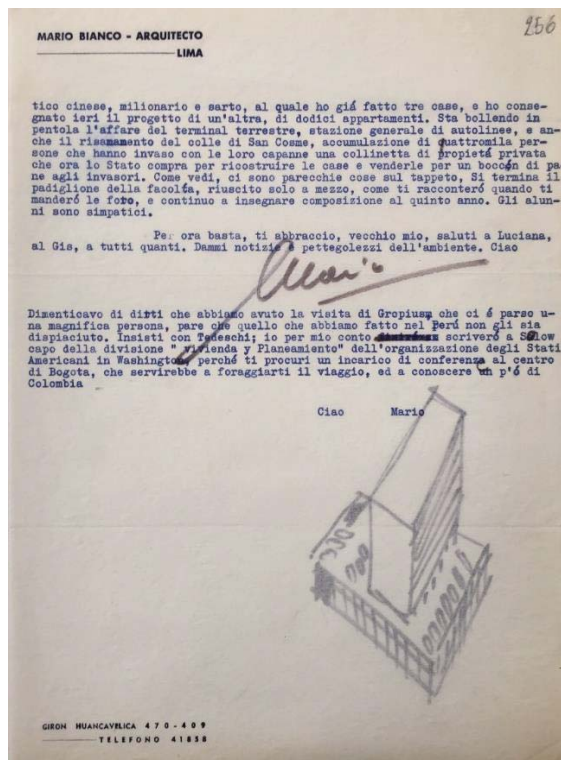 256
MARIO BIANCO - ARQUITECTO
LIMA
tico cinese, milionario e sarto, al quale ho giá fatto tre case, e ho conse-
gnato ieri il progetto di un'altra, di dodici appartamenti. Sta bollendo in
pentola l'affare del terminal terrestre, stazione generale di autolinee, e an-
che il risanamento del colle di San Cosme, accumulazione di quattromila per-
sone che hanno invaso con le loro capanne una collinetta di propietá privata
che ora lo Stato compra per ricostruire le case e venderle per un boccón di pa
ne agli invasori. Come vedi, ci sono parecchie cose sul tappeto, Si termina il
padiglione della facoltá, riuscito solo a mezzo, come ti racconteró quando ti
manderó le foto, e continuo a insegnare composizione al quinto anno. Gli alun-
ni sono simpatici.
Per ora basta, ti abbraccio, vecchio mio, saluti a Luciana,
al Gis, a tutti quanti. Dammi notizie e pettegolezzi dell'ambiente. Ciao
Mario
Dimenticavo di dirti che abbiamo avuto la visita di Gropius, che ci é parso u-
na magnifica persona, pare che quello che abbiamo fatto nel Perú non gli sia
dispiaciuto. Insisti con Tedeschi; io per mio conto scriveró a Solow
capo della divisione " Vivienda y Planeamiento" dell'organizzazione degli Stati
Americani in Washington perché ti procuri un incarico di conferenze al centro
di Bogota, che servirebbe a foraggiarti il viaggio, ed a conoscere un p'ó di
Colombia
Ciao Mario
GIRON HUANCAVELICA 470-409
TELEFONO 41858